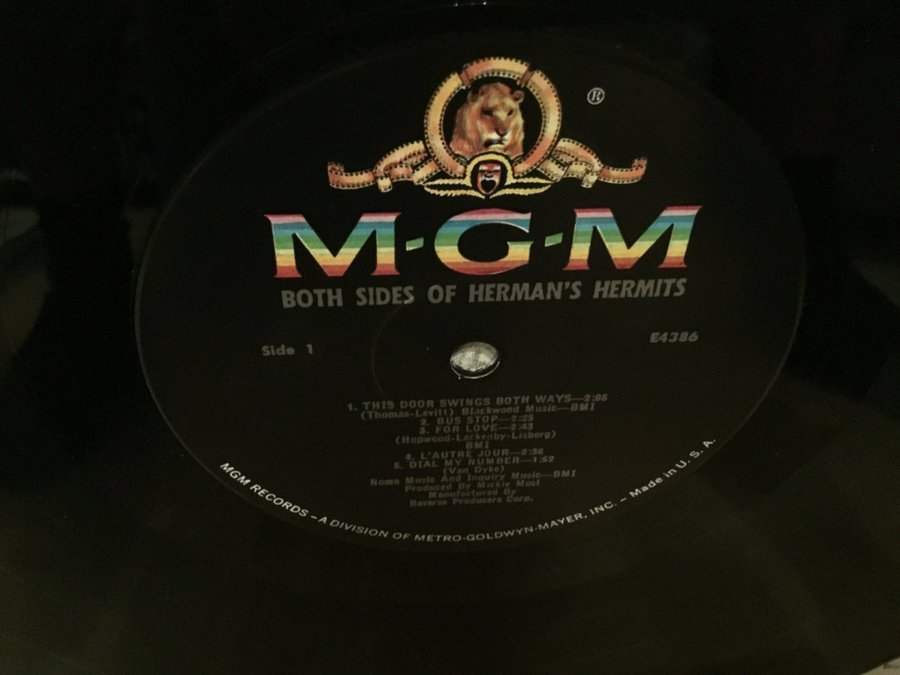 ®
M-G-M
BOTH SIDES OF HERMAN'S HERMITS
Side 1
E4386
1. THIS DOOR SWINGS BOTH WAYS—2:05
(Thomas-Levitt) Blackwood Music—BMI
2. BUS STOP—2:25
3. FOR LOVE—2:43
(Hopwood-Lackenby-Lisberg)
BMI
4. L'AUTRE JOUR—2:36
5. DIAL MY NUMBER—1:52
(Van Dyke)
Noma Music And Inquiry Music—BMI
Produced By Mickie Most
Manufactured By
Reverse Producers Corp.
MGM RECORDS – A DIVISION OF METRO-GOLDWYN-MAYER, INC. – Made in U. S. A.